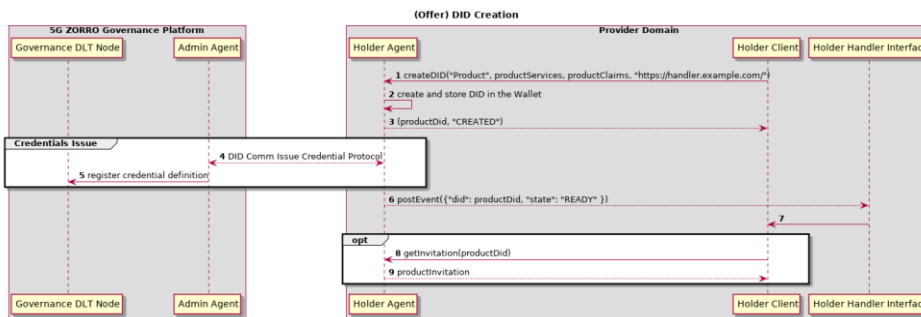 (Offer) DID Creation
5G ZORRO Governance Platform
Provider Domain
Governance DLT Node
Admin Agent
Holder Agent
Holder Client
Holder Handler Interfac
1 createDID("Product", productServices, productClaims, "https://handler.example.com/")
2 create and store DID in the Wallet
3 (productDid, "CREATED")
Credentials Issue
4 DID Comm Issue Credential Protocol
5 register credential definition
6 postEvent({"did": productDid, "state": "READY" })
7
opt
8 getInvitation(productDid)
9 productInvitation
Governance DLT Node
Admin Agent
Holder Agent
Holder Client
Holder Handler Interfac